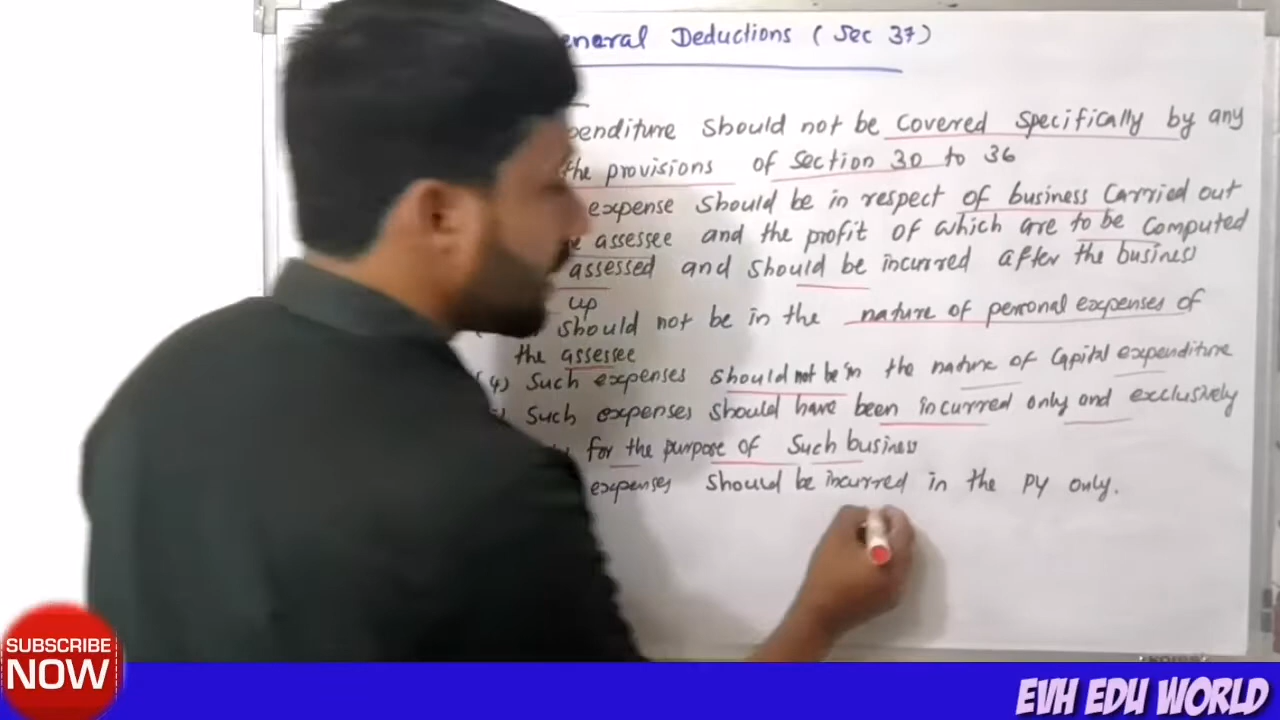 eneral Deductions (Sec 37)
penditure should not be covered specifically by any
the provisions of section 30 to 36
expense should be in respect of business carried out
assessee and the profit of which are to be computed
assessed and should be incurred after the business
up
should not be in the nature of personal expenses of
the assessee
(4) Such expenses should not be in the nature of Capital expenditure
Such expenses should have been incurred only and exclusively
for the purpose of Such business
expenses should be incurred in the PY only.
SUBSCRIBE
NOW
EVH EDU WORLD